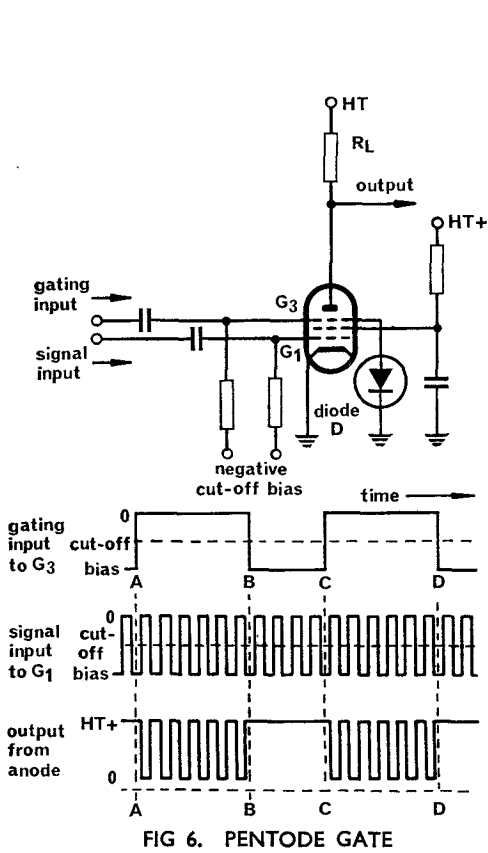 HT
RL
output
HT+
gating
input
G3
signal
input
G1
diode
D
negative
cut-off bias
time
gating
input
to G3
0
cut-off
bias
A B C D
signal
input
to G1
0
cut-
off
bias
output
from
anode
HT+
0
A B C D
FIG 6. PENTODE GATE